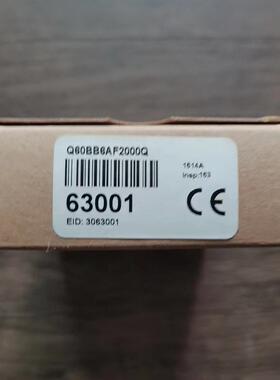 Q60BB6AF2000Q
1514A
Insp:153
63001
CE
EID: 3063001